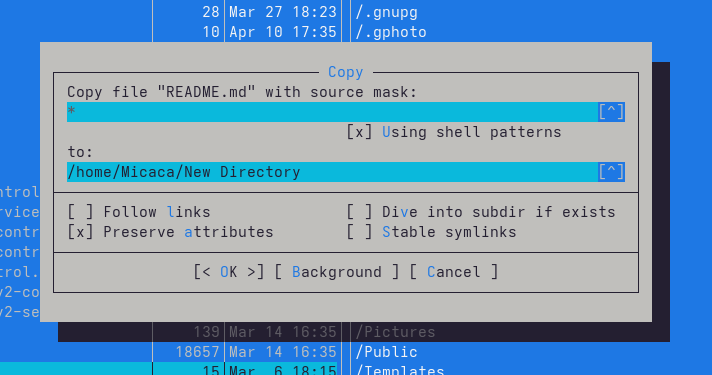 28 Mar 27 18:23 /.gnupg
10 Apr 10 17:35 /.gphoto
Copy
Copy file "README.md" with source mask:
* [^]
[x] Using shell patterns
to:
/home/Micaca/New Directory [^]
ntrol
[ ] Follow links [ ] Dive into subdir if exists
rvice
[x] Preserve attributes [ ] Stable symlinks
contr
contr
trol.
[< OK >] [ Background ] [ Cancel ]
v2-co
v2-se
139 Mar 14 16:35 /Pictures
18657 Mar 14 16:35 /Public
15 Mar 6 18:15 /Templates